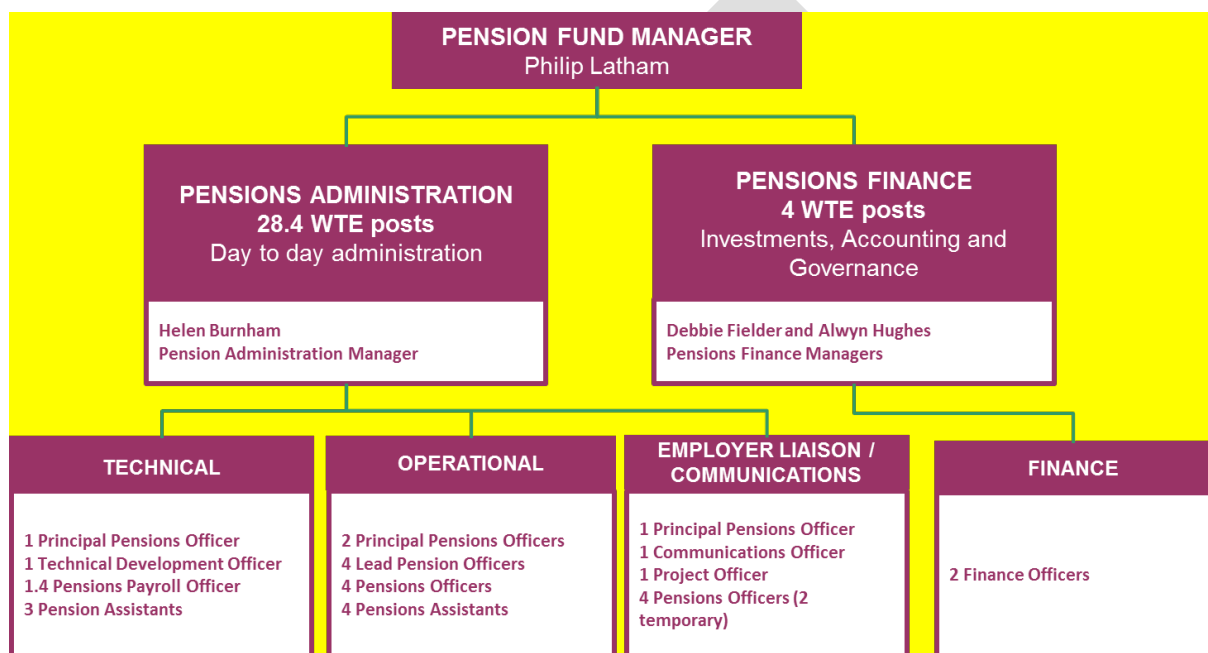 PENSION FUND MANAGER
Philip Latham
PENSIONS ADMINISTRATION
28.4 WTE posts
Day to day administration
Helen Burnham
Pension Administration Manager
PENSIONS FINANCE
4 WTE posts
Investments, Accounting and
Governance
Debbie Fielder and Alwyn Hughes
Pensions Finance Managers
TECHNICAL
1 Principal Pensions Officer
1 Technical Development Officer
1.4 Pensions Payroll Officer
3 Pension Assistants
OPERATIONAL
2 Principal Pensions Officers
4 Lead Pension Officers
4 Pensions Officers
4 Pensions Assistants
EMPLOYER LIAISON /
COMMUNICATIONS
1 Principal Pensions Officer
1 Communications Officer
1 Project Officer
4 Pensions Officers (2
temporary)
FINANCE
2 Finance Officers